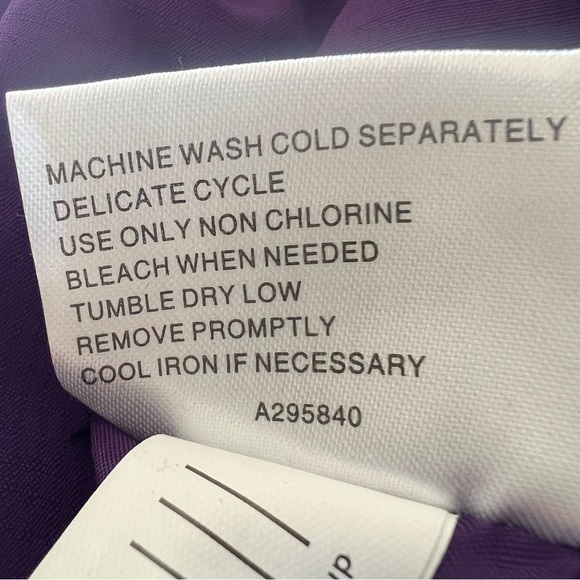 MACHINE WASH COLD SEPARATELY
DELICATE CYCLE
USE ONLY NON CHLORINE
BLEACH WHEN NEEDED
TUMBLE DRY LOW
REMOVE PROMPTLY
COOL IRON IF NECESSARY
A295840